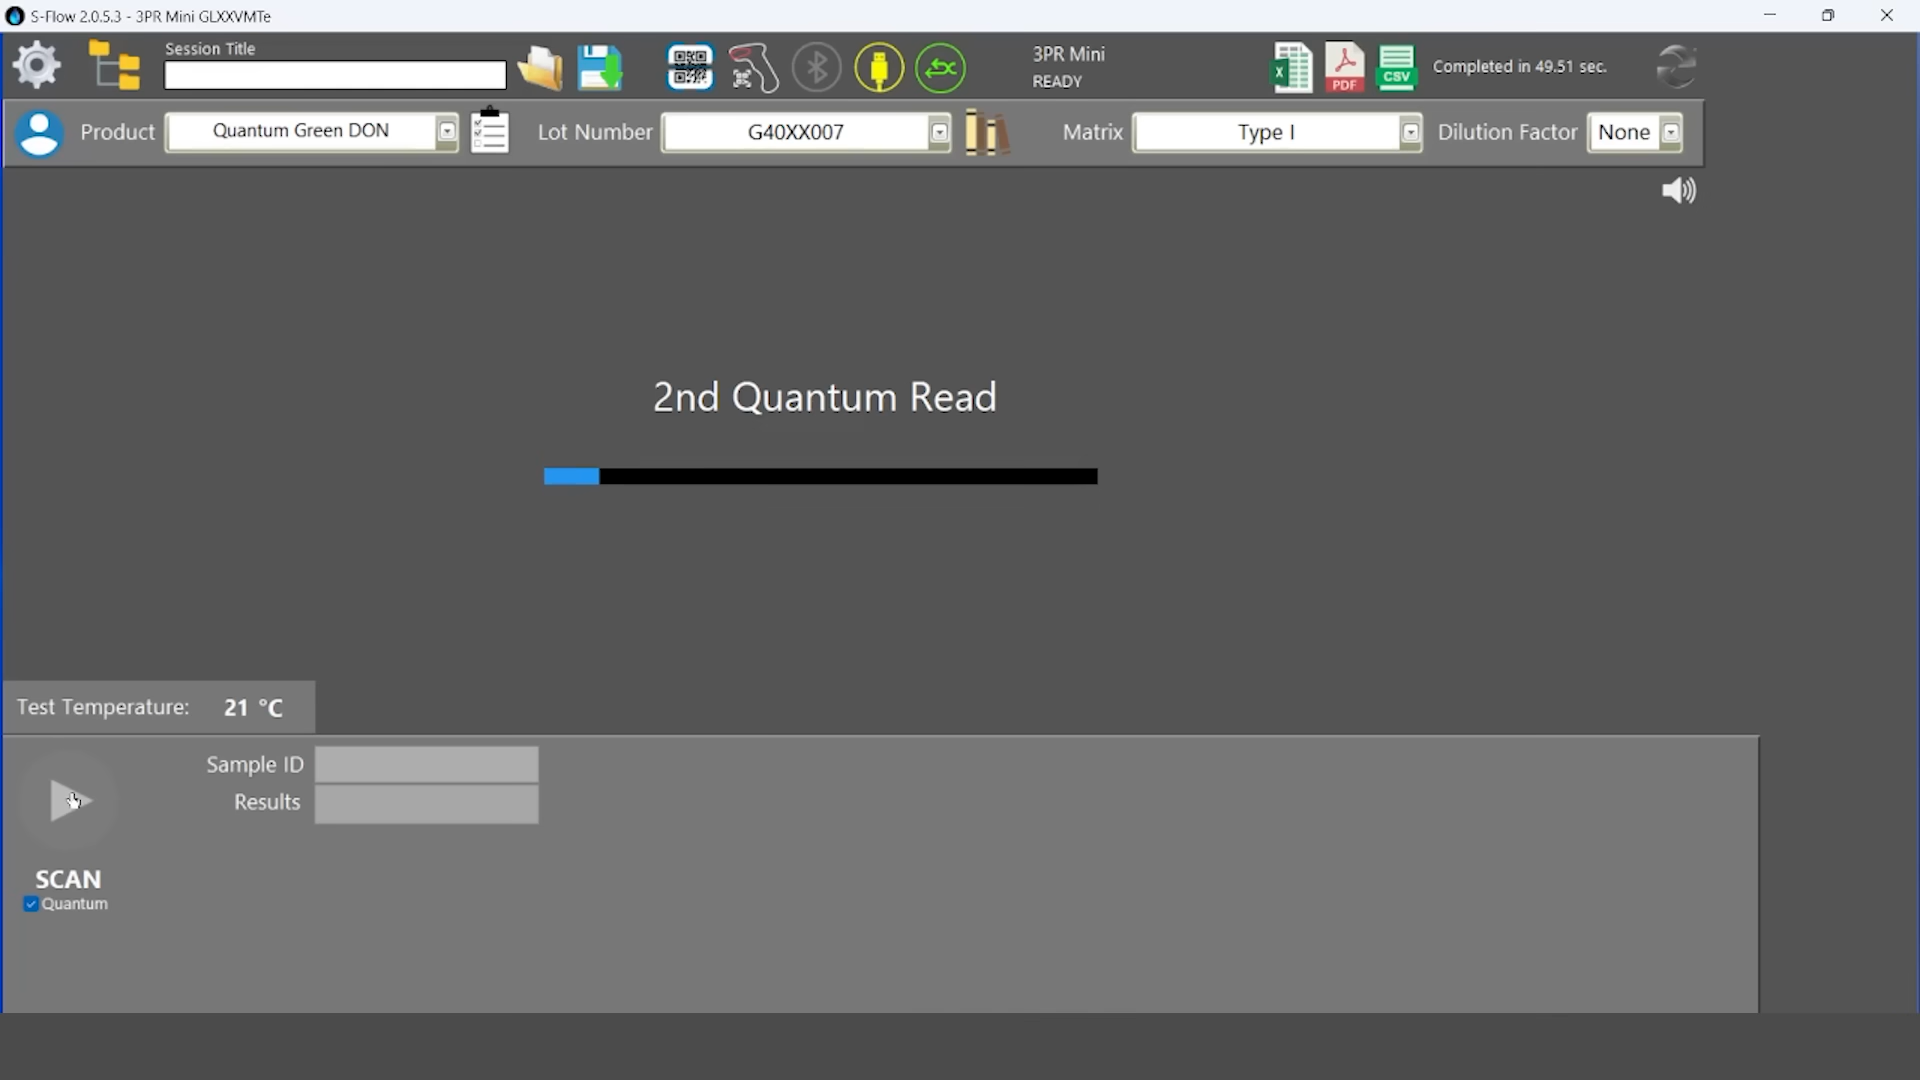 S-Flow 2.0.5.3 - 3PR Mini GLXXVMTe
Session Title
3PR Mini
READY
PDF
CSV
Completed in 49.51 sec.
Product
Quantum Green DON
Lot Number
G40XX007
Matrix
Type I
Dilution Factor
None
2nd Quantum Read
Test Temperature: 21 °C
Sample ID
Results
SCAN
Quantum